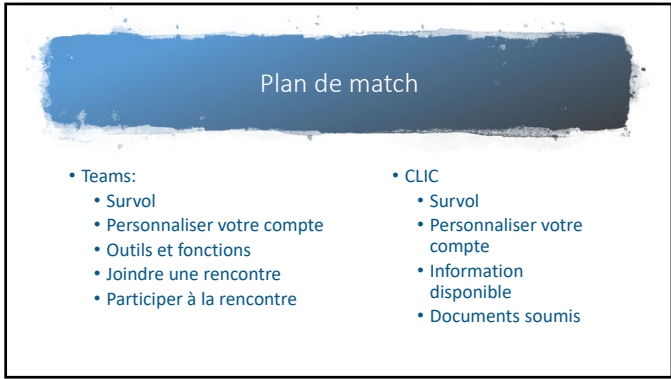 Plan de match
• Teams:
• Survol
• Personnaliser votre compte
• Outils et fonctions
• Joindre une rencontre
• Participer à la rencontre
• CLIC
• Survol
• Personnaliser votre
compte
• Information
disponible
• Documents soumis